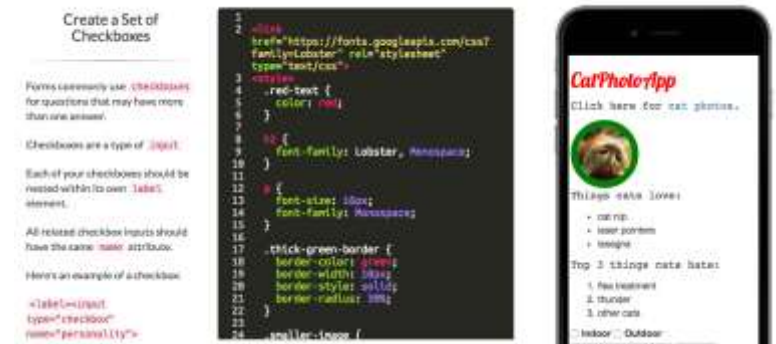 Create a Set of
Checkboxes
Forms commonly use checkboxes
for questions that may have more
than one answer.
Checkboxes are a type of input
Each of your checkboxes should be
nested within its own label
element.
All related checkbox inputs should
have the same name attribute.
Here's an example of a checkbox:
<label><input
type="checkbox"
name="personality">
1
2 <link
href="https://fonts.googleapis.com/css?
family=Lobster" rel="stylesheet"
type="text/css">
3 <style>
4 .red-text {
5 color: red;
6 }
7
8 h2 {
9 font-family: Lobster, Monospace;
10 }
11
12 p {
13 font-size: 16px;
14 font-family: Monospace;
15 }
16
17 .thick-green-border {
18 border-color: green;
19 border-width: 10px;
20 border-style: solid;
21 border-radius: 50%;
22 }
23
24 .smaller-image {
CatPhotoApp
Click here for cat photos.
Things cats love:
cat nip
laser pointers
lasagna
Top 3 things cats hate:
1. flea treatment
2. thunder
3. other cats
Indoor Outdoor